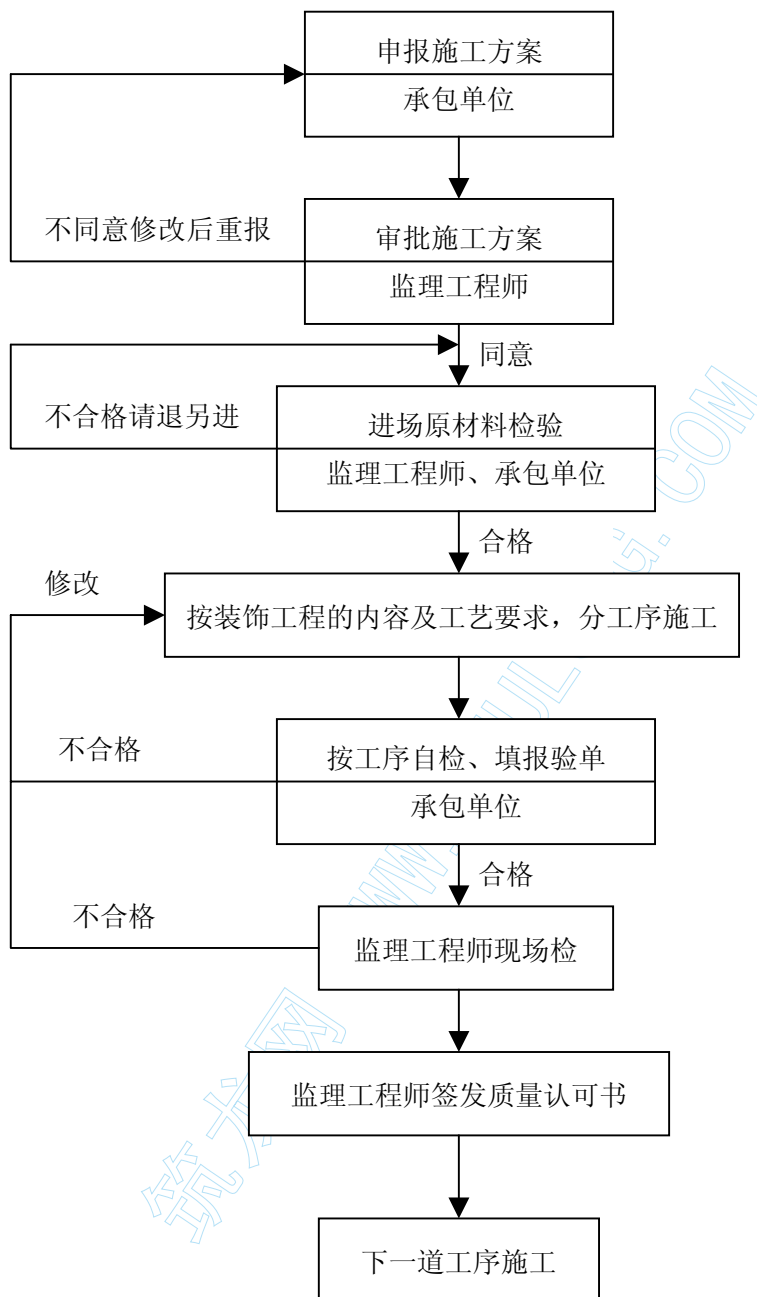 申报施工方案
承包单位
不同意修改后重报
审批施工方案
监理工程师
同意
不合格请退另进
进场原材料检验
监理工程师、承包单位
合格
修改
按装饰工程的内容及工艺要求，分工序施工
不合格
按工序自检、填报验单
承包单位
合格
不合格
监理工程师现场检
监理工程师签发质量认可书
下一道工序施工
筑龙网